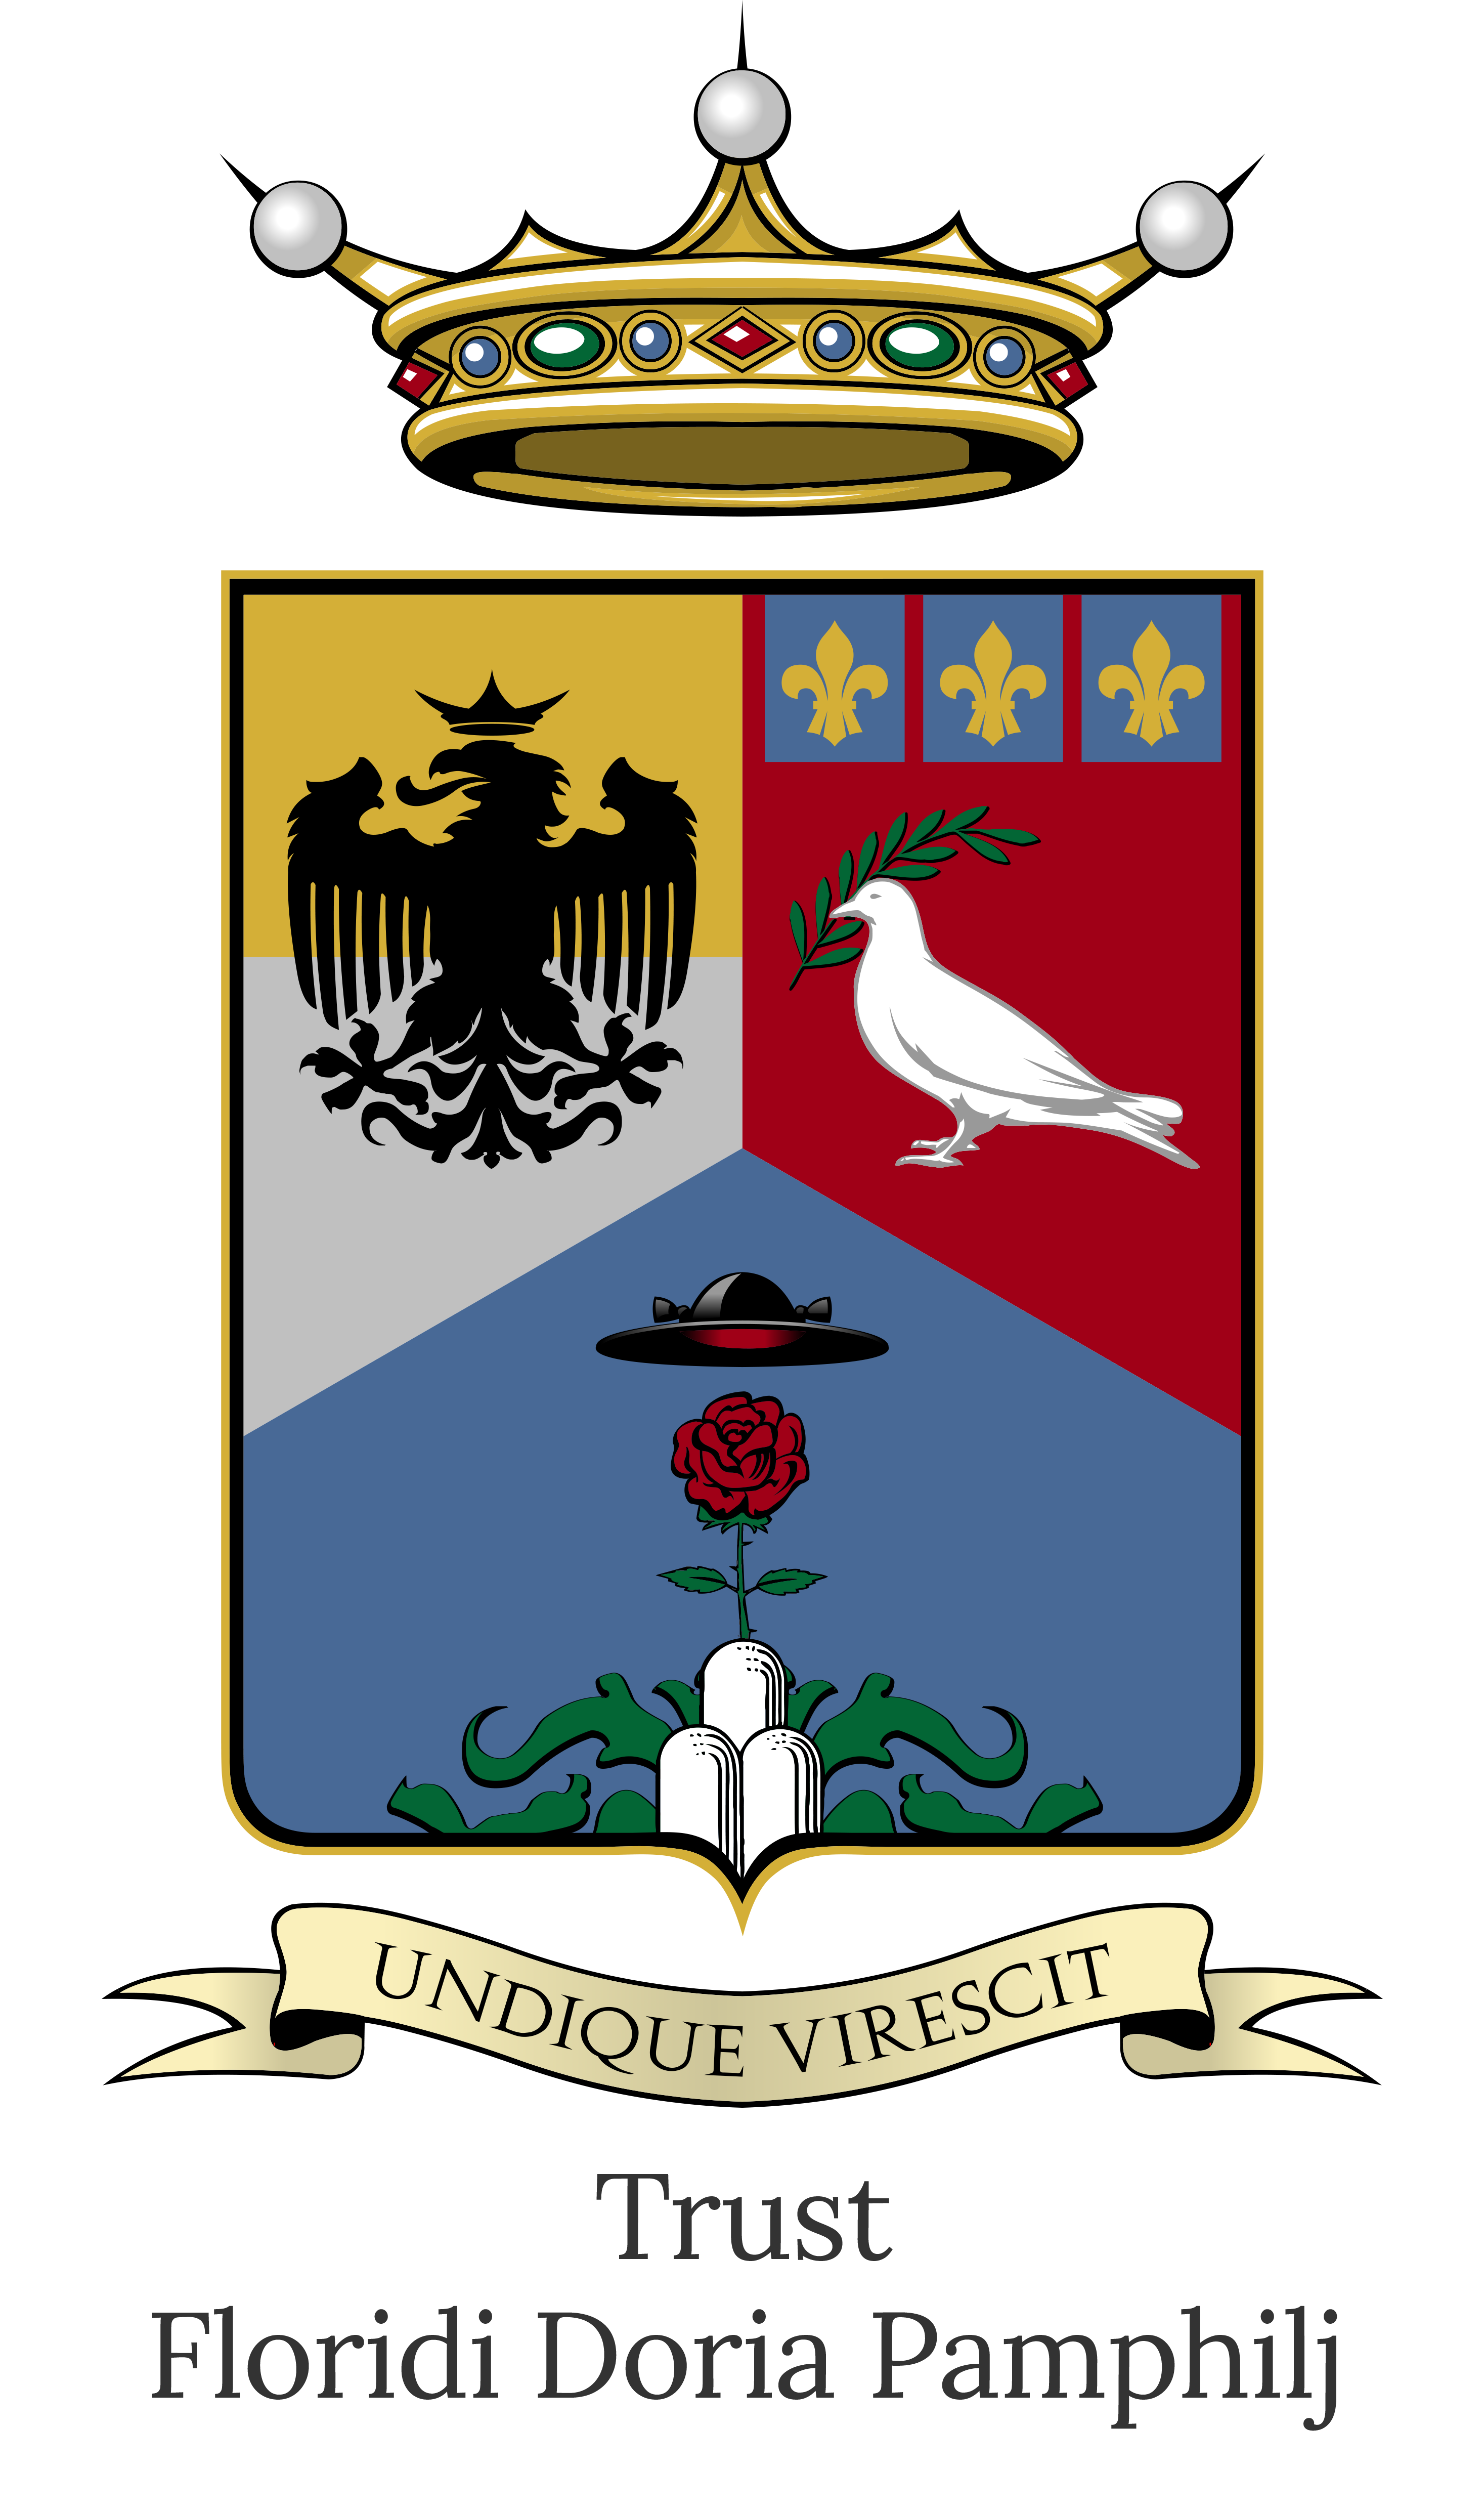 UNDIQUE VIRESCIT
Trust
Floridi Doria Pamphilj